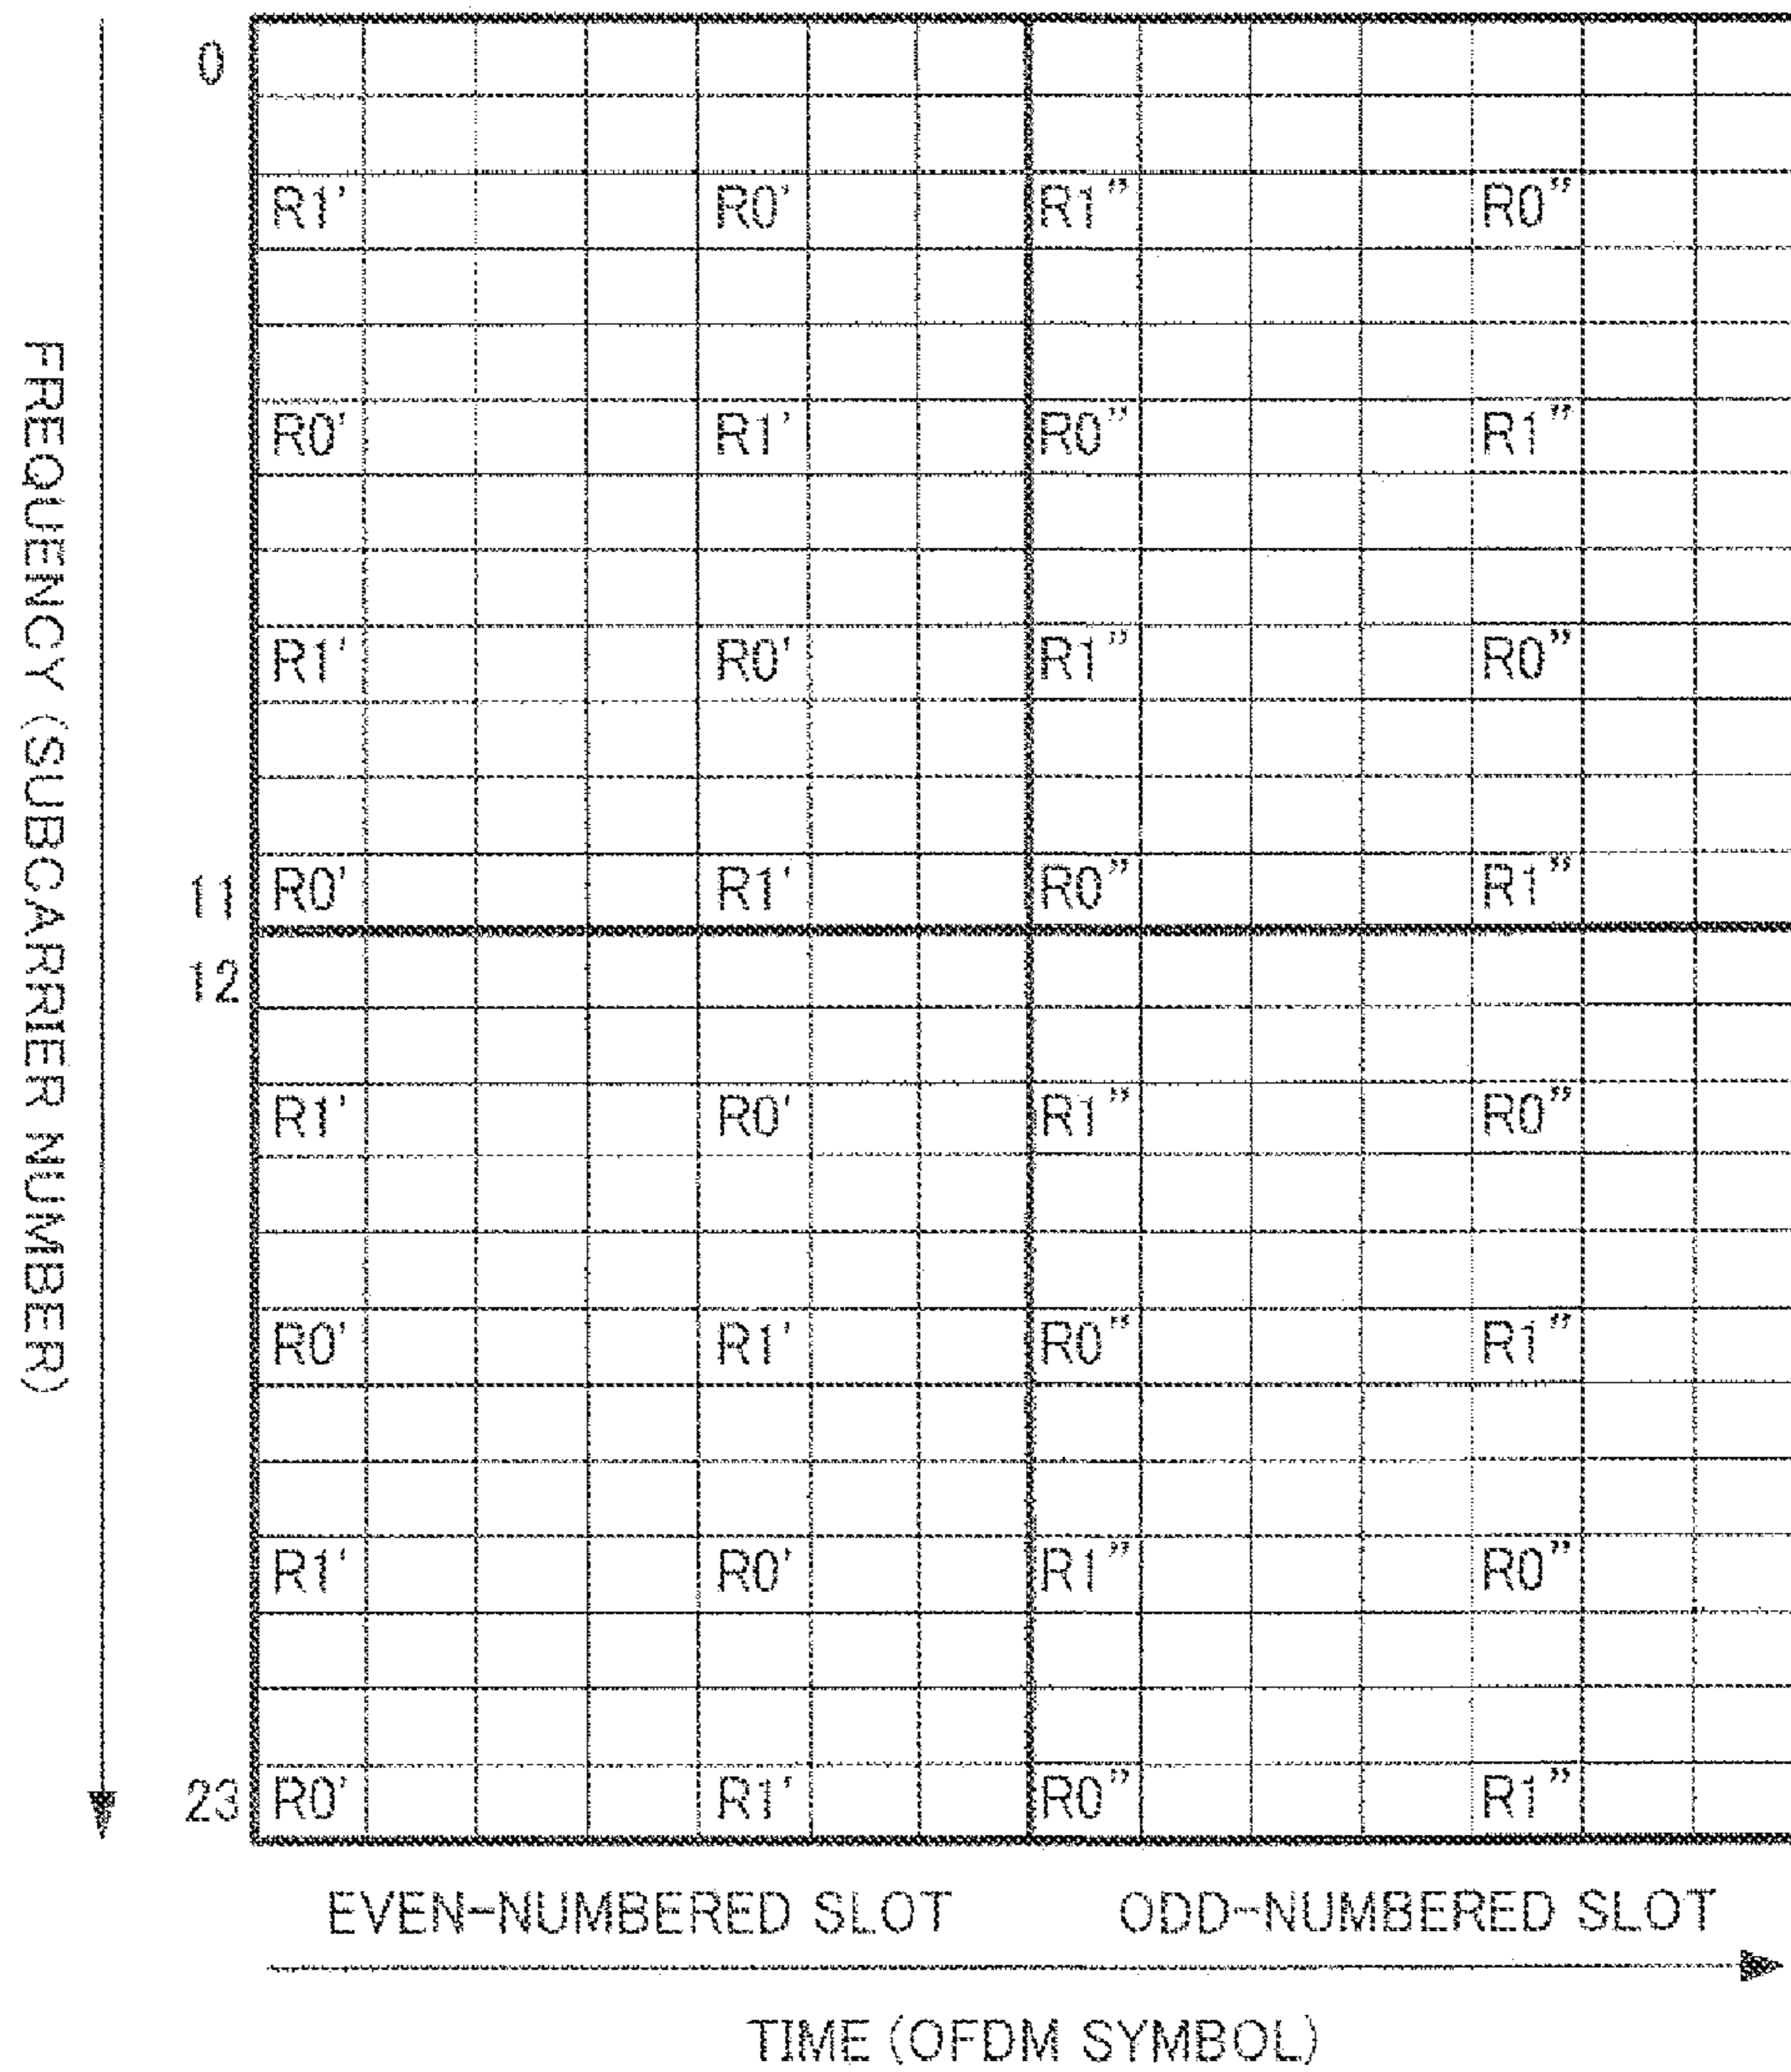 FREQUENCY (SUBCARRIER NUMBER)
0
R1' R0' R1" R0"
R0' R1' R0" R1"
R1' R0' R1" R0"
11 R0' R1' R0" R1"
12
R1' R0' R1" R0"
R0' R1' R0" R1"
R1' R0' R1" R0"
23 R0' R1' R0" R1"
EVEN-NUMBERED SLOT ODD-NUMBERED SLOT
TIME (OFDM SYMBOL)